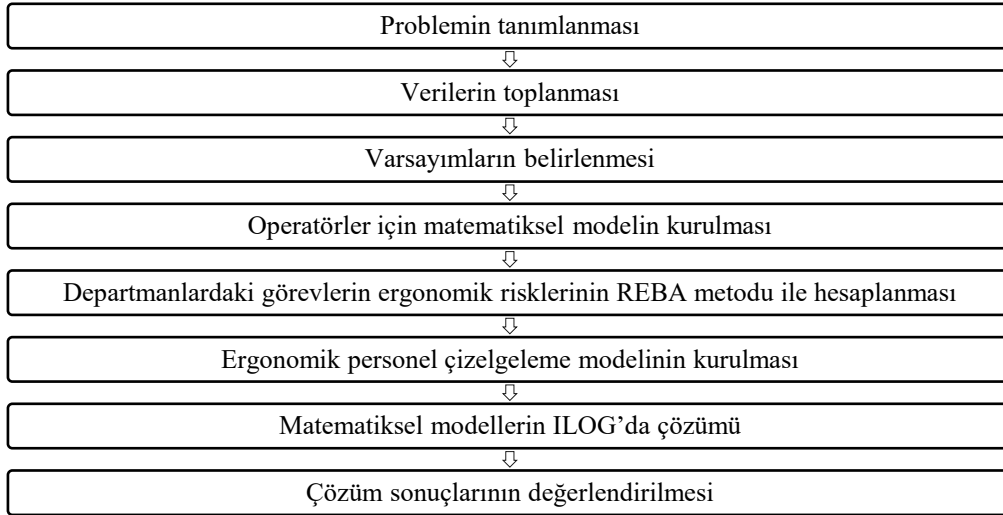 Problemin tanımlanması
Verilerin toplanması
Varsayımların belirlenmesi
Operatörler için matematiksel modelin kurulması
Departmanlardaki görevlerin ergonomik risklerinin REBA metodu ile hesaplanması
Ergonomik personel çizelgeleme modelinin kurulması
Matematiksel modellerin ILOG’da çözümü
Çözüm sonuçlarının değerlendirilmesi